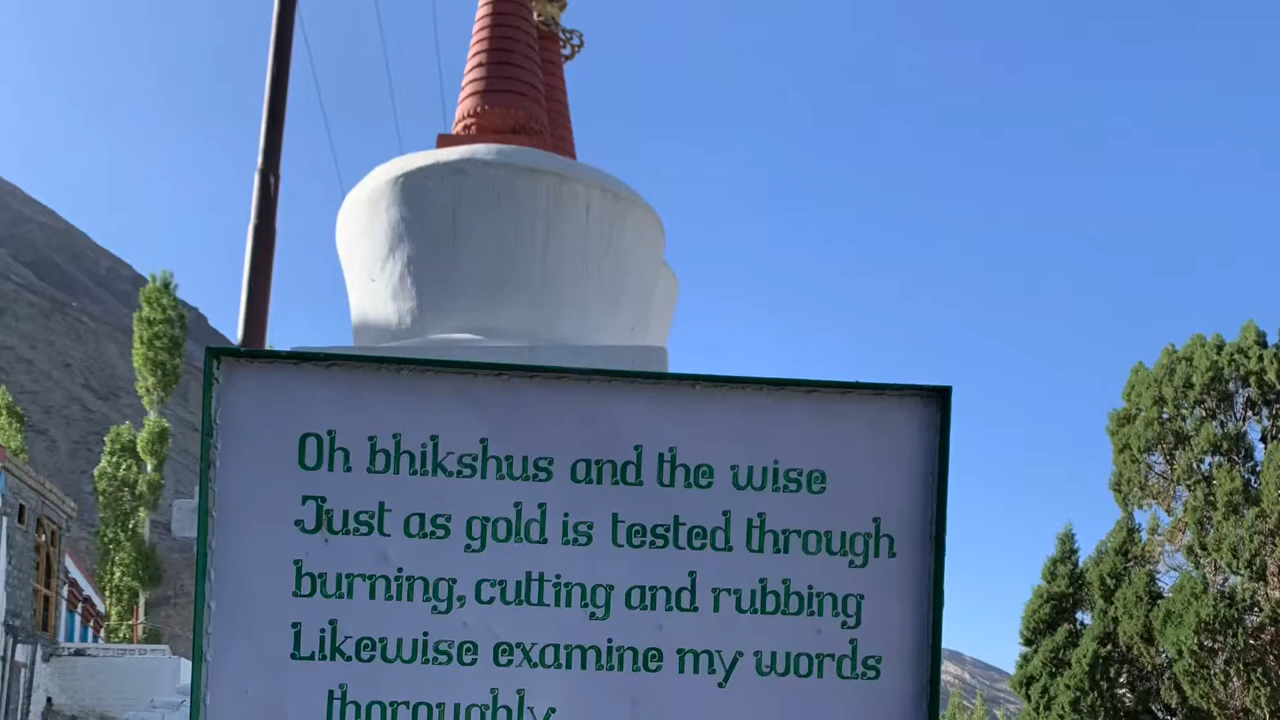 Oh bhikshus and the wise
Just as gold is tested through
burning, cutting and rubbing
Likewise examine my words
thoroughly